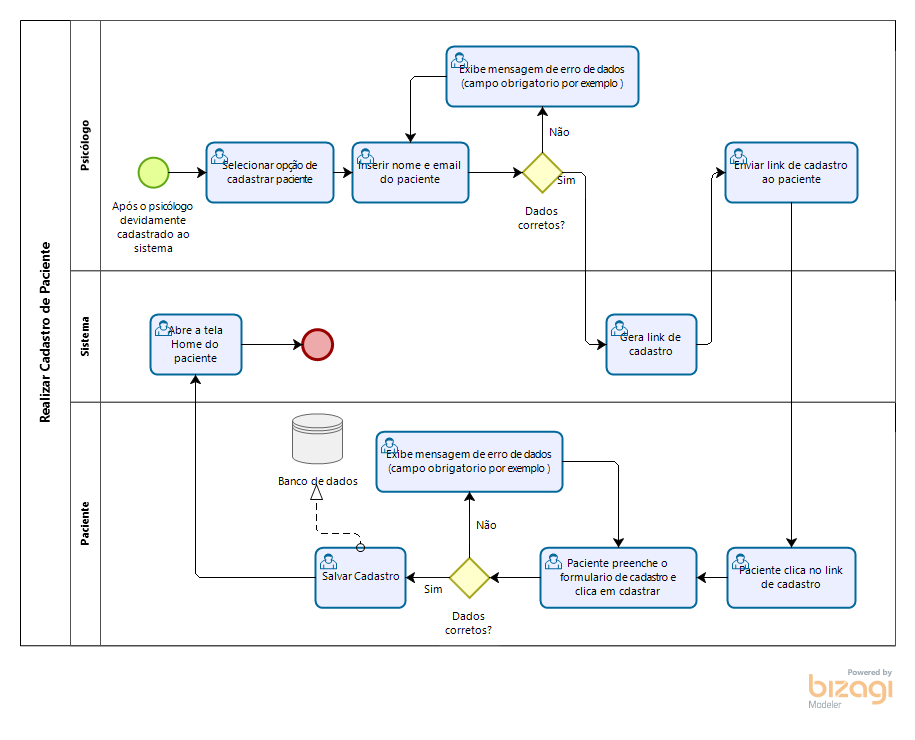 Realizar Cadastro de Paciente
Psicólogo
Exibe mensagem de erro de dados
(campo obrigatorio por exemplo )
Não
Selecionar opção de
cadastrar paciente
Inserir nome e email
do paciente
Sim
Enviar link de cadastro
ao paciente
Após o psicólogo
devidamente
cadastrado ao
sistema
Dados
corretos?
Sistema
Abre a tela
Home do
paciente
Gera link de
cadastro
Paciente
Banco de dados
Exibe mensagem de erro de dados
(campo obrigatorio por exemplo )
Não
Salvar Cadastro
Sim
Dados
corretos?
Paciente preenche o
formulario de cadastro e
clica em cdastrar
Paciente clica no link
de cadastro
Powered by
bizagi
Modeler